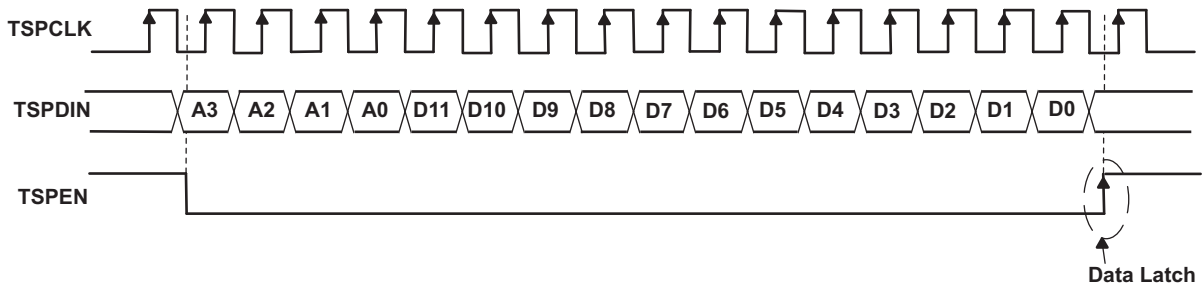 TSPCLK
TSPDIN A3 A2 A1 A0 D11 D10 D9 D8 D7 D6 D5 D4 D3 D2 D1 D0
TSPEN
Data Latch